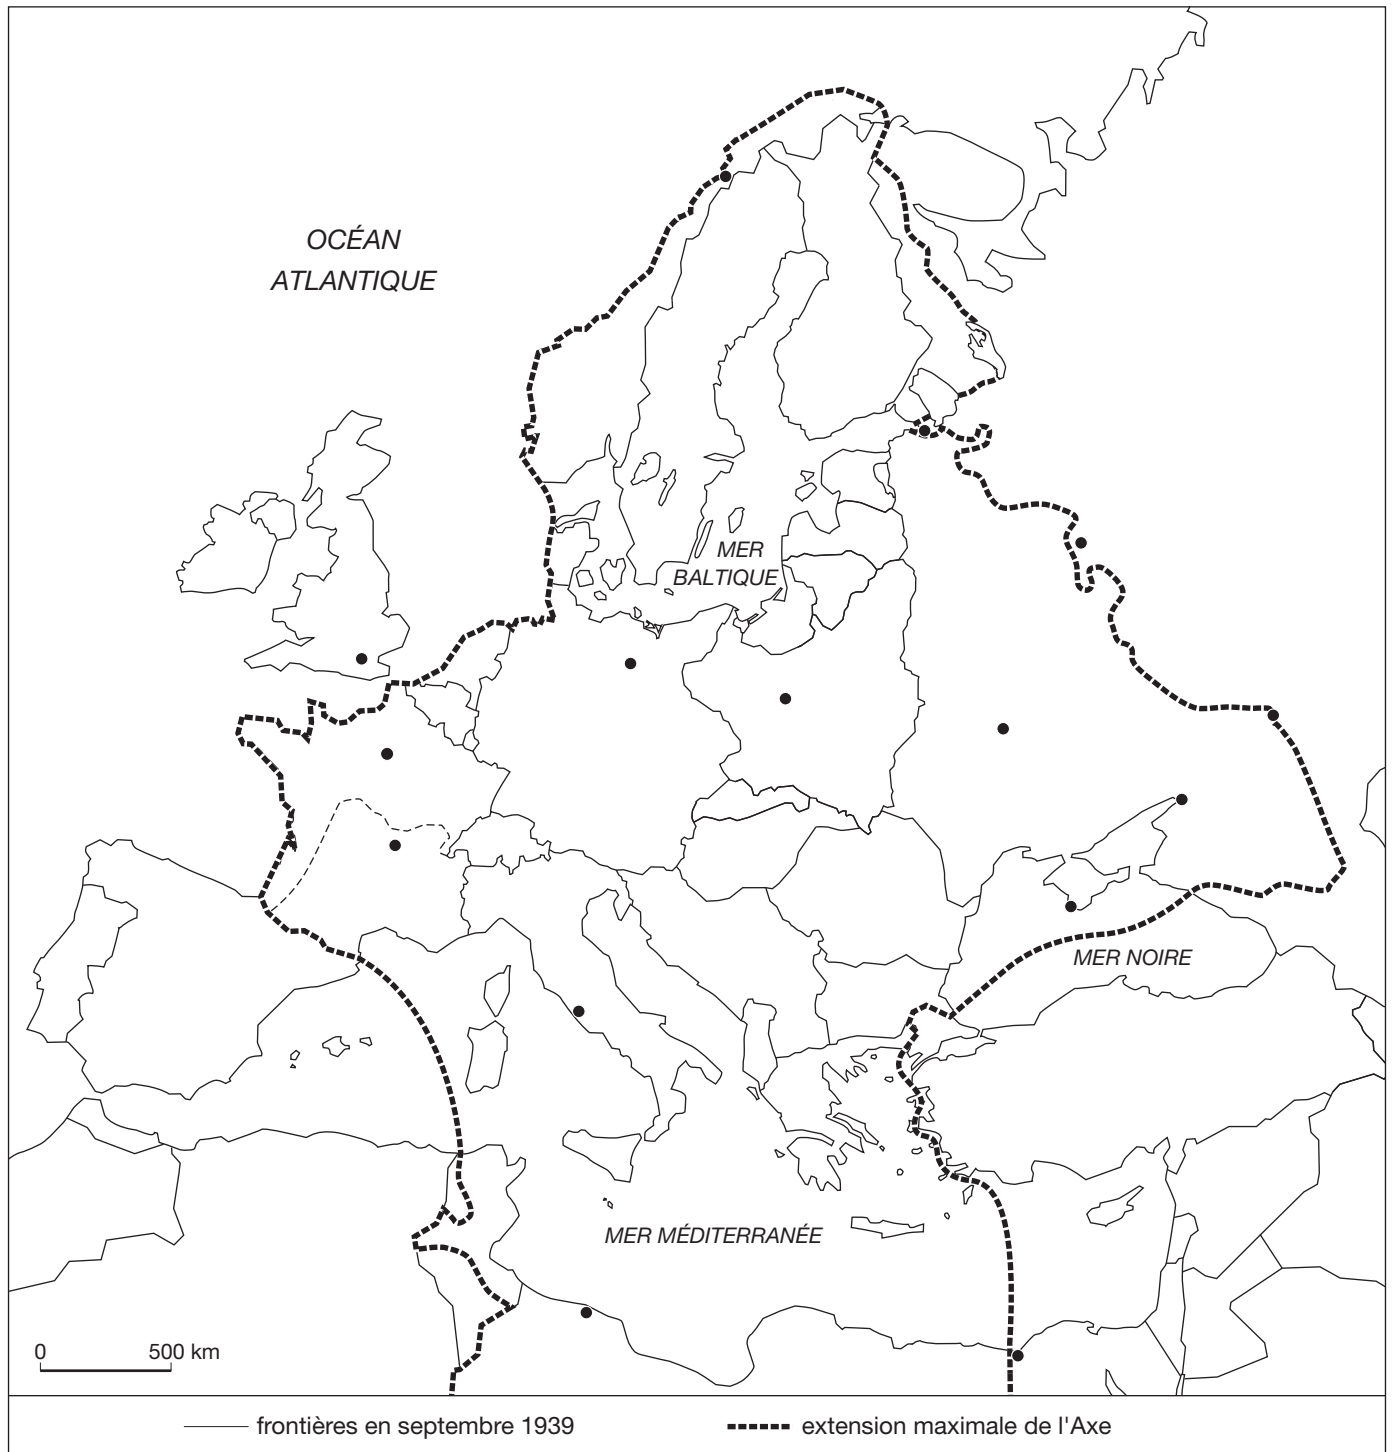 OCÉAN
ATLANTIQUE
MER
BALTIQUE
MER NOIRE
MER MÉDITERRANÉE
0 500 km
frontières en septembre 1939 extension maximale de l'Axe